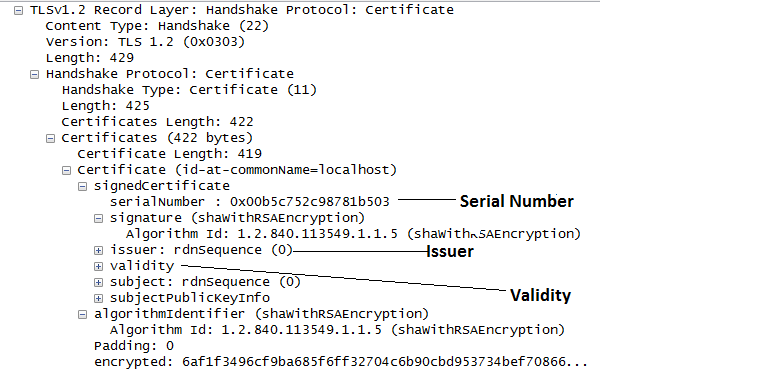 TLSv1.2 Record Layer: Handshake Protocol: Certificate
Content Type: Handshake (22)
Version: TLS 1.2 (0x0303)
Length: 429
Handshake Protocol: Certificate
Handshake Type: Certificate (11)
Length: 425
Certificates Length: 422
Certificates (422 bytes)
Certificate Length: 419
Certificate (id-at-commonName=localhost)
signedCertificate
serialNumber : 0x00b5c752c98781b503 Serial Number
signature (shaWithRSAEncryption)
Algorithm Id: 1.2.840.113549.1.1.5 (shaWithRSAEncryption)
issuer: rdnSequence (0) Issuer
validity Validity
subject: rdnSequence (0)
subjectPublicKeyInfo
algorithmIdentifier (shaWithRSAEncryption)
Algorithm Id: 1.2.840.113549.1.1.5 (shaWithRSAEncryption)
Padding: 0
encrypted: 6af1f3496cf9ba685f6ff32704c6b90cbd953734bef70866...